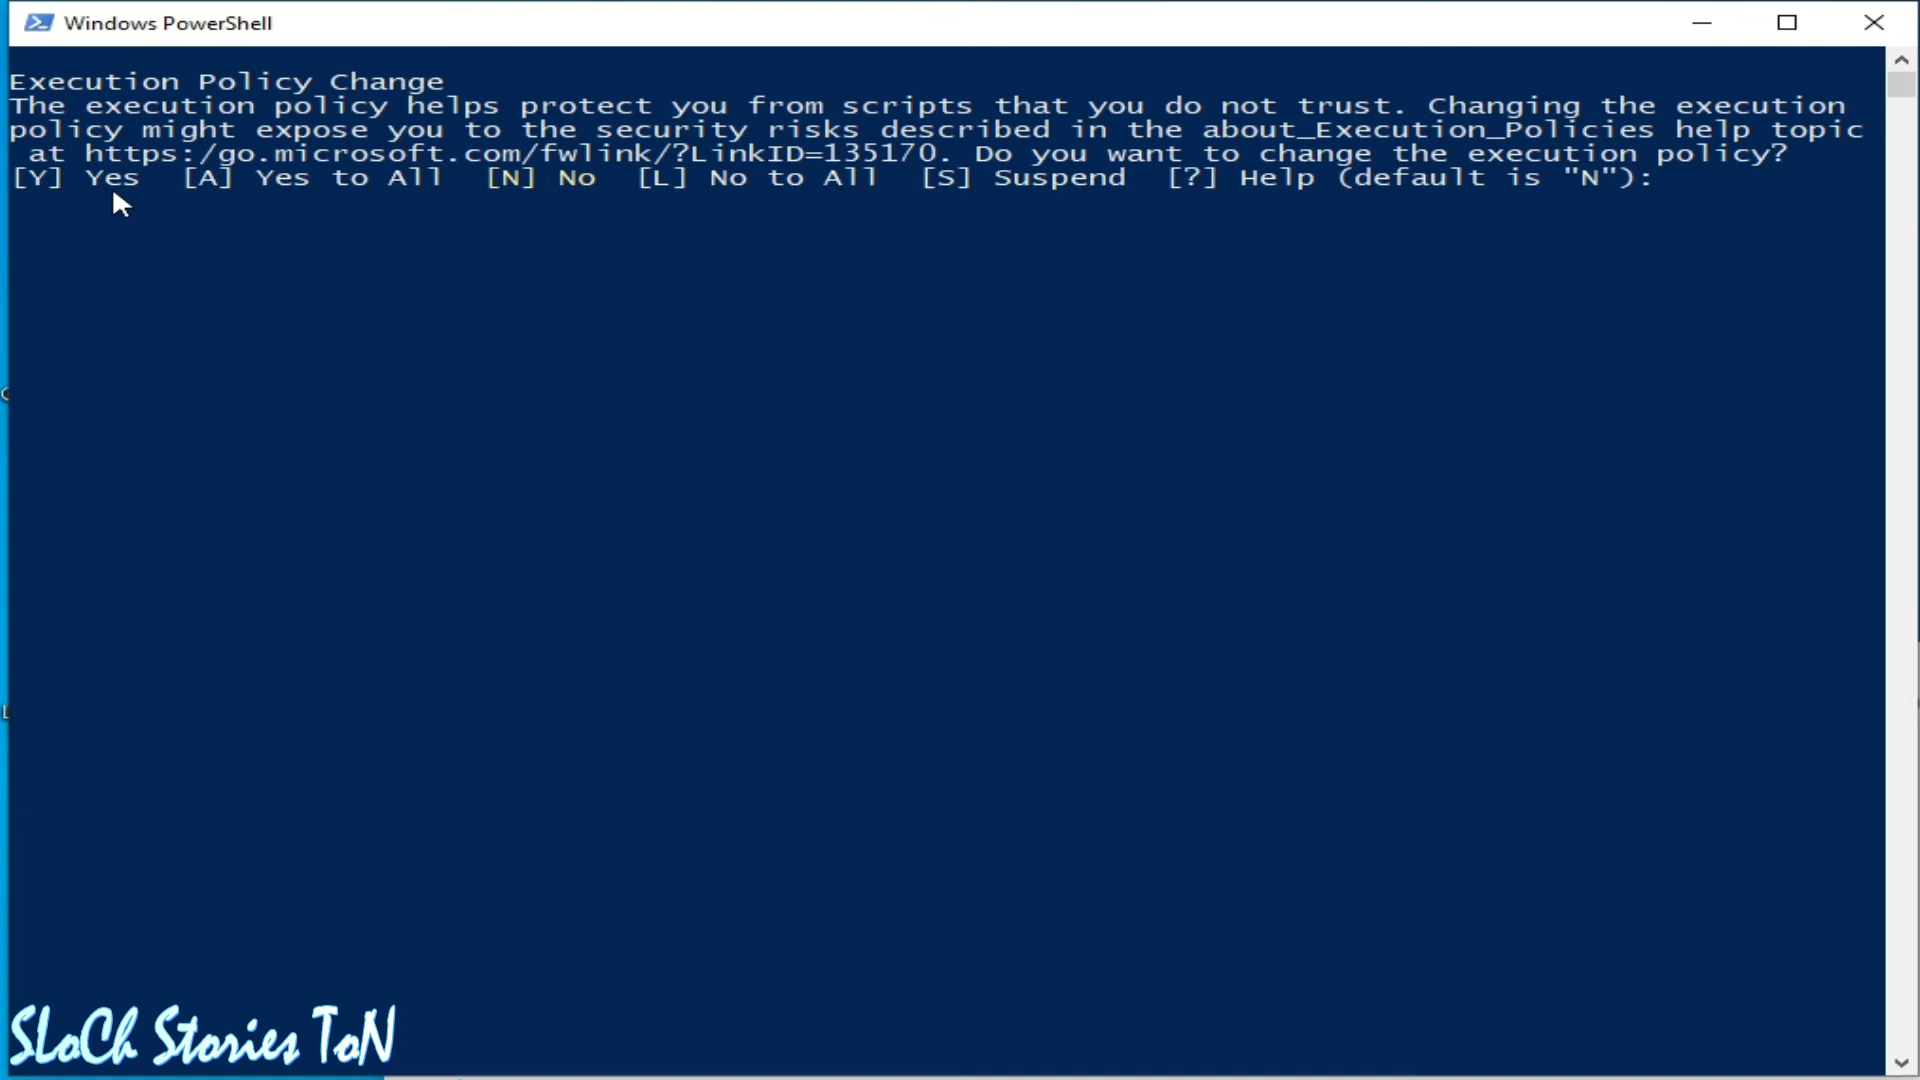 Windows PowerShell
Execution Policy Change
The execution policy helps protect you from scripts that you do not trust. Changing the execution
policy might expose you to the security risks described in the about_Execution_Policies help topic
at https:/go.microsoft.com/fwlink/?LinkID=135170. Do you want to change the execution policy?
[Y] Yes  [A] Yes to All  [N] No  [L] No to All  [S] Suspend  [?] Help (default is "N"):
SLoCh Stories ToN